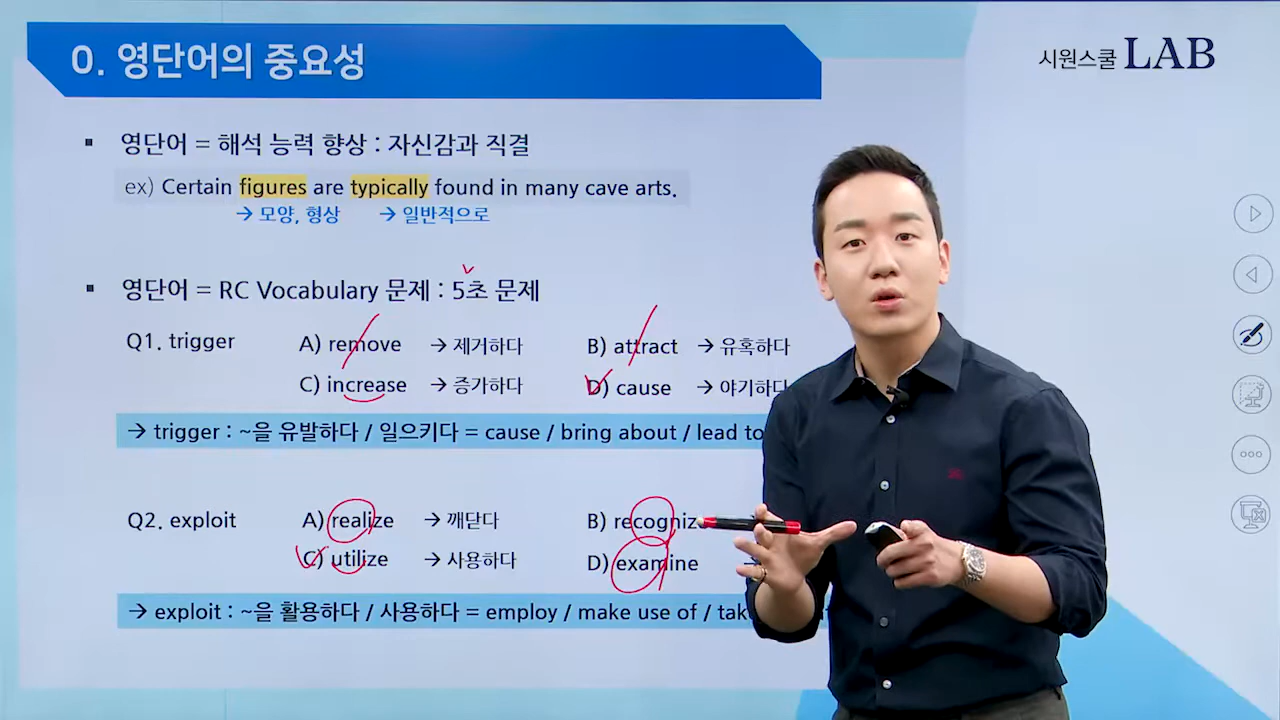 0. 영단어의 중요성
시원스쿨 LAB
영단어 = 해석 능력 향상 : 자신감과 직결
ex) Certain figures are typically found in many cave arts.
→ 모양, 형상 → 일반적으로
영단어 = RC Vocabulary 문제 : 5초 문제
Q1. trigger A) remove → 제거하다 B) attract → 유혹하다
C) increase → 증가하다 D) cause → 야기하다
→ trigger : ~을 유발하다 / 일으키다 = cause / bring about / lead to
Q2. exploit A) realize → 깨닫다 B)
C) utilize → 사용하다 D) examine
→ exploit : ~을 활용하다 / 사용하다 = employ / make use of /